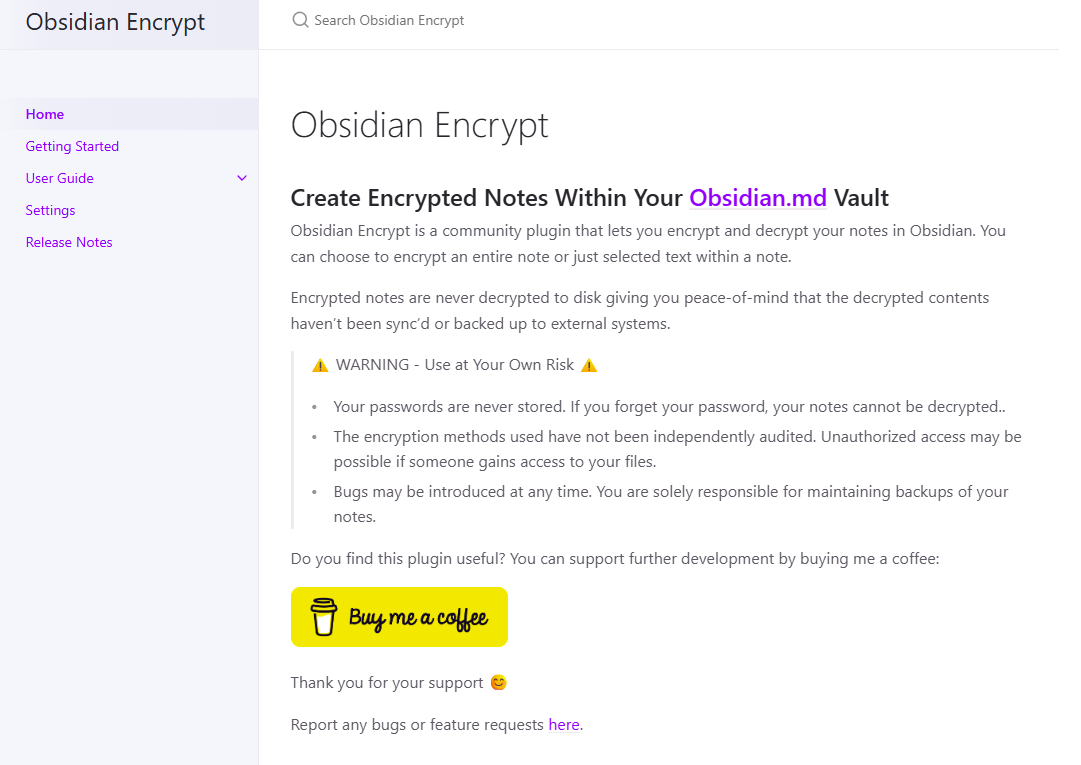 Obsidian Encrypt
Search Obsidian Encrypt
Home
Getting Started
User Guide
Settings
Release Notes
Obsidian Encrypt
Create Encrypted Notes Within Your Obsidian.md Vault
Obsidian Encrypt is a community plugin that lets you encrypt and decrypt your notes in Obsidian. You
can choose to encrypt an entire note or just selected text within a note.
Encrypted notes are never decrypted to disk giving you peace-of-mind that the decrypted contents
haven’t been sync’d or backed up to external systems.
⚠️ WARNING - Use at Your Own Risk ⚠️
• Your passwords are never stored. If you forget your password, your notes cannot be decrypted..
• The encryption methods used have not been independently audited. Unauthorized access may be
possible if someone gains access to your files.
• Bugs may be introduced at any time. You are solely responsible for maintaining backups of your
notes.
Do you find this plugin useful? You can support further development by buying me a coffee:
Buy me a coffee
Thank you for your support 😊
Report any bugs or feature requests here.